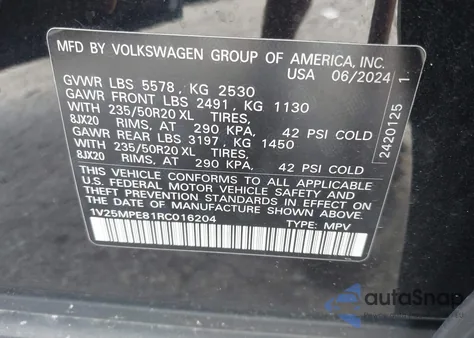 MFD BY VOLKSWAGEN GROUP OF AMERICA, INC.
USA 06/2024 1.
GVWR LBS 5578, KG 2530
GAWR FRONT LBS 2491, KG 1130
WITH 235/50R20 XL TIRES,
8JX20 RIMS, AT 290 KPA, 42 PSI COLD
GAWR REAR LBS 3197, KG 1450
WITH 235/50R20 XL TIRES,
8JX20 RIMS, AT 290 KPA, 42 PSI COLD
THIS VEHICLE CONFORMS TO ALL APPLICABLE
U.S. FEDERAL MOTOR VEHICLE SAFETY AND
THEFT PREVENTION STANDARDS IN EFFECT ON
THE DATE OF MANUFACTURE SHOWN ABOVE.
1V25MPE81RC016204 TYPE: MPV
2420125
autoSnap